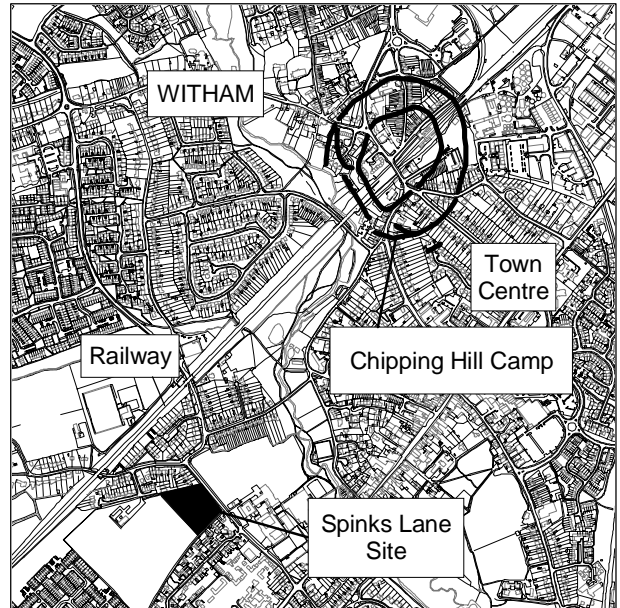 WITHAM
Town
Centre
Railway
Chipping Hill Camp
Spinks Lane
Site